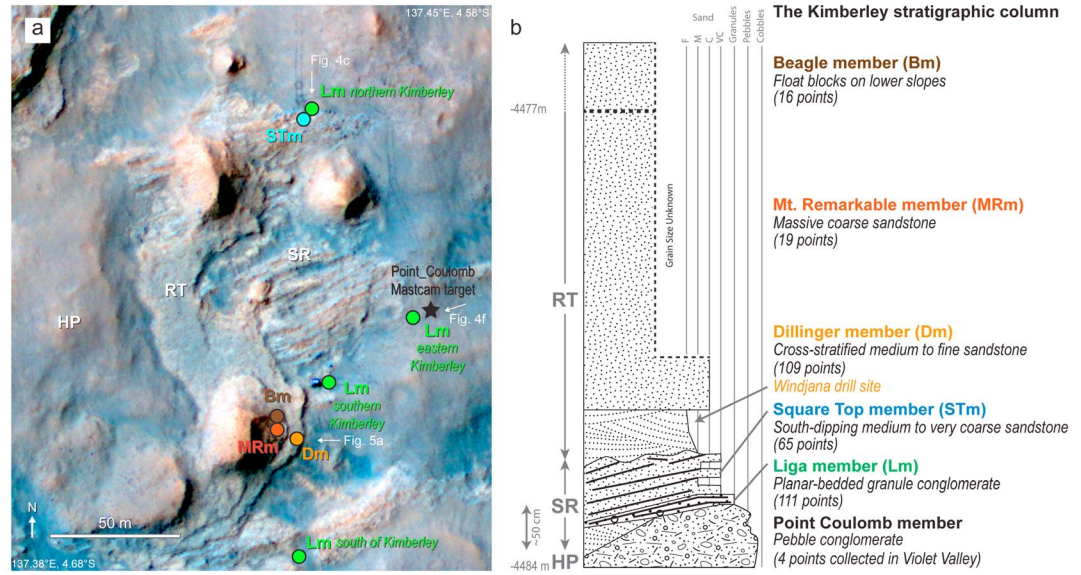 a
137.45°E, 4.58°S
Fig. 4c
Lm northern Kimberley
STm
SR
Point_Coulomb
Mastcam target
RT
HP
Fig. 4f
Lm
eastern
Kimberley
Lm
southern
Kimberley
Bm
MRm
Fig. 5a
Dm
N
50 m
Lm south of Kimberley
137.38°E, 4.68°S
b
Sand
F
M
C
VC
Granules
Pebbles
Cobbles
-4477m
Grain Size Unknown
RT
SR
~50 cm
HP
-4484 m
The Kimberley stratigraphic column
Beagle member (Bm)
Float blocks on lower slopes
(16 points)
Mt. Remarkable member (MRm)
Massive coarse sandstone
(19 points)
Dillinger member (Dm)
Cross-stratified medium to fine sandstone
(109 points)
Windjana drill site
Square Top member (STm)
South-dipping medium to very coarse sandstone
(65 points)
Liga member (Lm)
Planar-bedded granule conglomerate
(111 points)
Point Coulomb member
Pebble conglomerate
(4 points collected in Violet Valley)